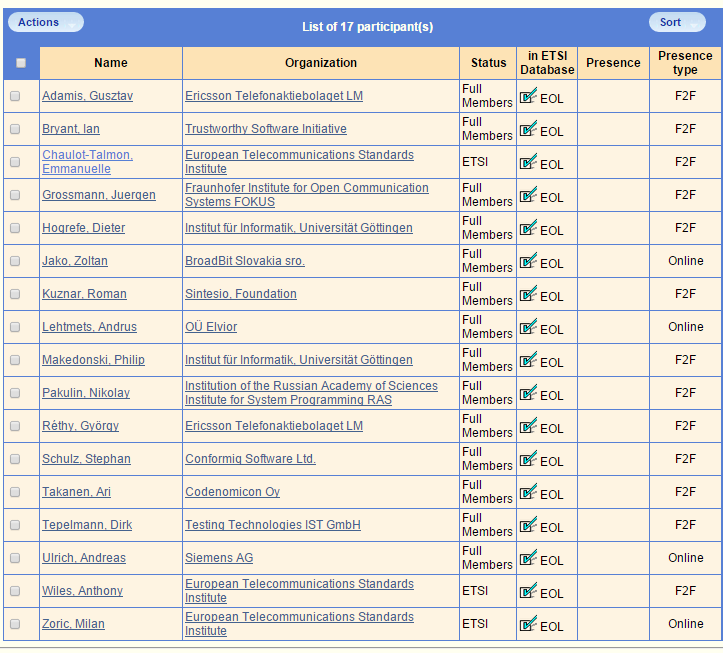 Actions List of 17 participant(s) Sort
Name Organization Status in ETSI Database Presence Presence type
Adamis, Gusztav Ericsson Telefonaktiebolaget LM Full Members EOL F2F
Bryant, Ian Trustworthy Software Initiative Full Members EOL F2F
Chaulot-Talmon, Emmanuelle European Telecommunications Standards Institute ETSI EOL F2F
Grossmann, Juergen Fraunhofer Institute for Open Communication Systems FOKUS Full Members EOL F2F
Hogrefe, Dieter Institut für Informatik, Universität Göttingen Full Members EOL F2F
Jako, Zoltan BroadBit Slovakia sro. Full Members EOL Online
Kuznar, Roman Sintesio, Foundation Full Members EOL F2F
Lehtmets, Andrus OÜ Elvior Full Members EOL Online
Makedonski, Philip Institut für Informatik, Universität Göttingen Full Members EOL F2F
Pakulin, Nikolay Institution of the Russian Academy of Sciences Institute for System Programming RAS Full Members EOL F2F
Réthy, György Ericsson Telefonaktiebolaget LM Full Members EOL F2F
Schulz, Stephan Conformiq Software Ltd. Full Members EOL F2F
Takanen, Ari Codenomicon Oy Full Members EOL F2F
Tepelmann, Dirk Testing Technologies IST GmbH Full Members EOL F2F
Ulrich, Andreas Siemens AG Full Members EOL Online
Wiles, Anthony European Telecommunications Standards Institute ETSI EOL F2F
Zoric, Milan European Telecommunications Standards Institute ETSI EOL Online